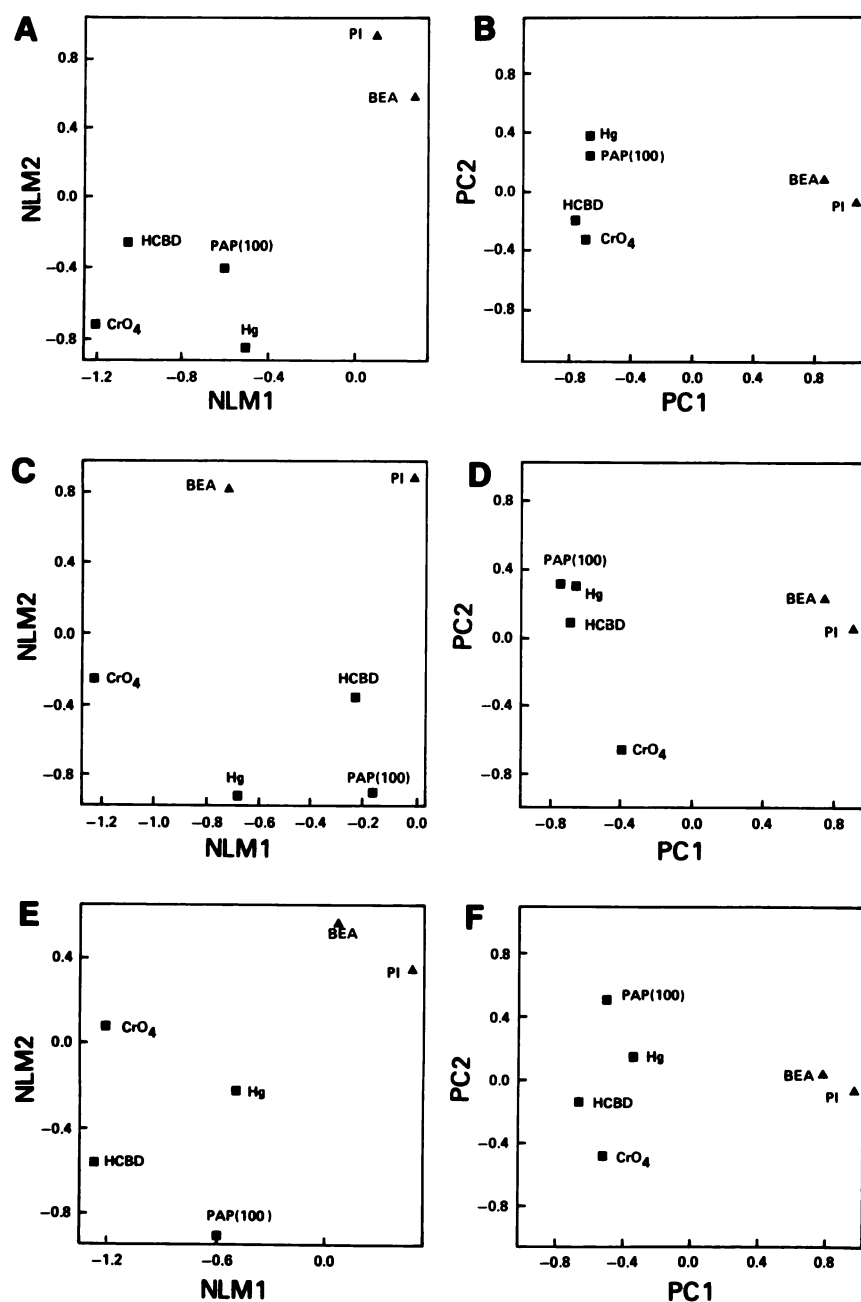 A
PI
BEA
HCBD
PAP(100)
CrO4
Hg
0.8
0.4
0.0
−0.4
−0.8
−1.2 −0.8 −0.4 0.0
NLM2
NLM1
B
Hg
PAP(100)
BEA
PI
HCBD
CrO4
0.8
0.4
0.0
−0.4
−0.8
−0.8 −0.4 0.0 0.4 0.8
PC2
PC1
C
BEA
PI
CrO4
HCBD
Hg
PAP(100)
0.8
0.4
0.0
−0.4
−0.8
−1.2 −1.0 −0.8 −0.6 −0.4 −0.2 0.0
NLM2
NLM1
D
PAP(100)
Hg
HCBD
BEA
PI
CrO4
0.8
0.4
0.0
−0.4
−0.8
−0.8 −0.4 0.0 0.4 0.8
PC2
PC1
E
BEA
PI
CrO4
Hg
HCBD
PAP(100)
0.4
0.0
−0.4
−0.8
−1.2 −0.6 0.0
NLM2
NLM1
F
PAP(100)
Hg
BEA
PI
HCBD
CrO4
0.8
0.4
0.0
−0.4
−0.8
−0.8 −0.4 0.0 0.4 0.8
PC2
PC1